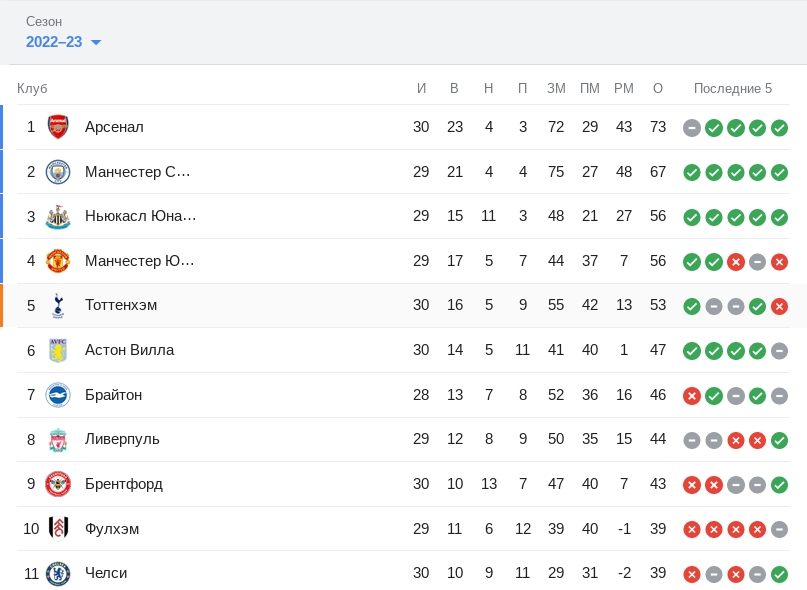 Сезон
2022–23
Клуб И В Н П ЗМ ПМ РМ О Последние 5
1 Арсенал 30 23 4 3 72 29 43 73
2 Манчестер С... 29 21 4 4 75 27 48 67
3 Ньюкасл Юна... 29 15 11 3 48 21 27 56
4 Манчестер Ю... 29 17 5 7 44 37 7 56
5 Тоттенхэм 30 16 5 9 55 42 13 53
6 Астон Вилла 30 14 5 11 41 40 1 47
7 Брайтон 28 13 7 8 52 36 16 46
8 Ливерпуль 29 12 8 9 50 35 15 44
9 Брентфорд 30 10 13 7 47 40 7 43
10 Фулхэм 29 11 6 12 39 40 -1 39
11 Челси 30 10 9 11 29 31 -2 39